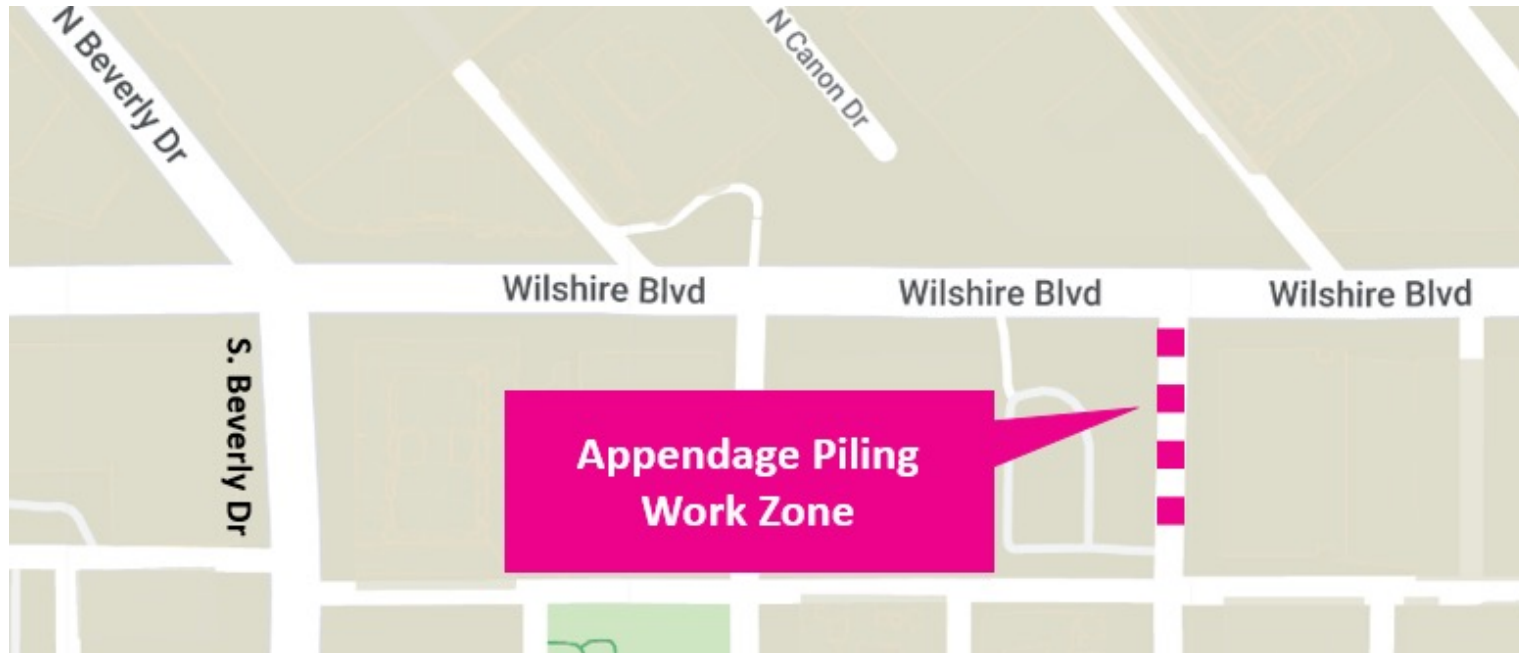 N Beverly Dr
N Canon Dr
Wilshire Blvd
Wilshire Blvd
Wilshire Blvd
S. Beverly Dr
Appendage Piling
Work Zone